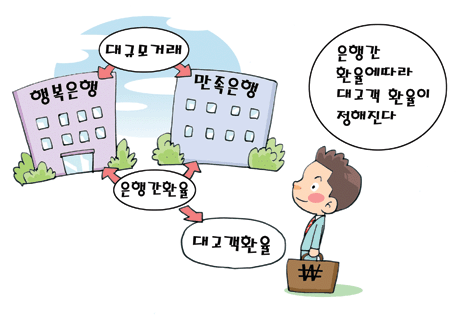 대규모거래
행복은행
만족은행
은행간환율
대고객환율
은행간
환율에따라
대고객 환율이
정해진다
₩